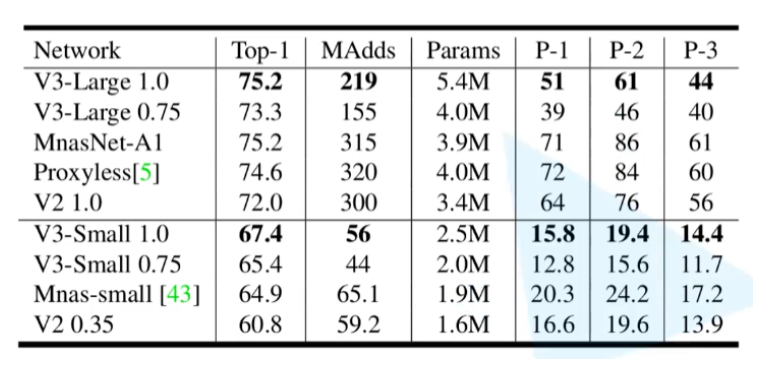 Network Top-1 MAdds Params P-1 P-2 P-3
V3-Large 1.0 75.2 219 5.4M 51 61 44
V3-Large 0.75 73.3 155 4.0M 39 46 40
MnasNet-A1 75.2 315 3.9M 71 86 61
Proxyless[5] 74.6 320 4.0M 72 84 60
V2 1.0 72.0 300 3.4M 64 76 56
V3-Small 1.0 67.4 56 2.5M 15.8 19.4 14.4
V3-Small 0.75 65.4 44 2.0M 12.8 15.6 11.7
Mnas-small [43] 64.9 65.1 1.9M 20.3 24.2 17.2
V2 0.35 60.8 59.2 1.6M 16.6 19.6 13.9